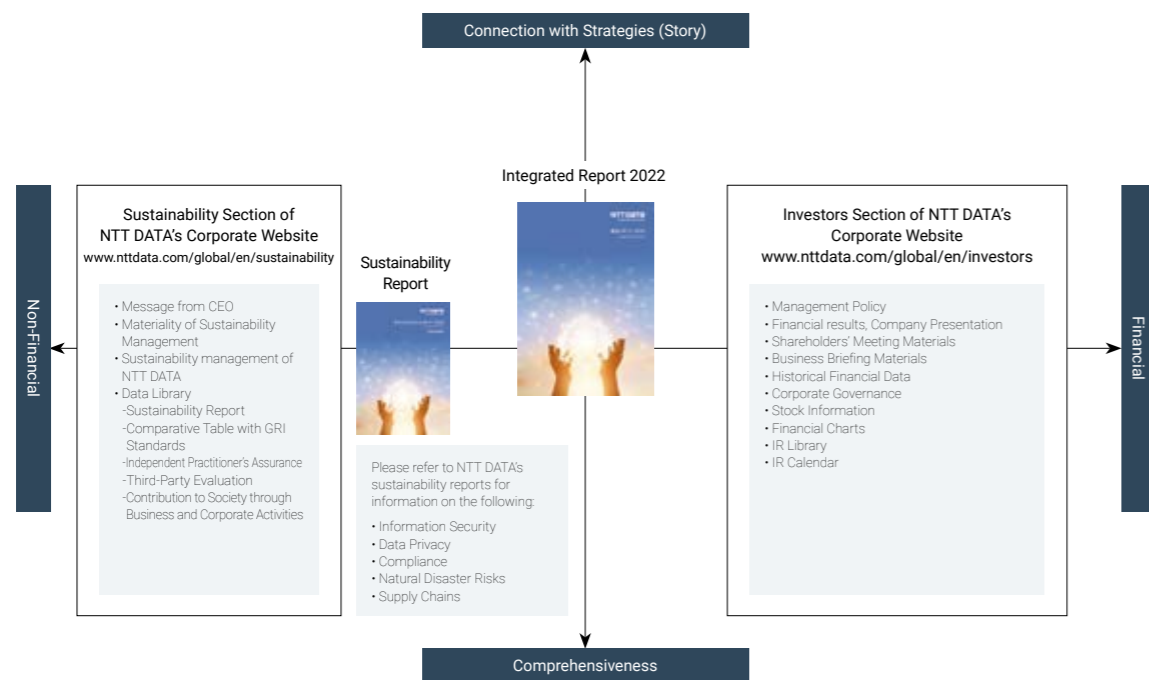 Connection with Strategies (Story)
Integrated Report 2022
NTT DATA
Non-Financial
Sustainability Section of
NTT DATA's Corporate Website
www.nttdata.com/global/en/sustainability
• Message from CEO
• Materiality of Sustainability
Management
• Sustainability management of
NTT DATA
• Data Library
-Sustainability Report
-Comparative Table with GRI
Standards
-Independent Practitioner's Assurance
-Third-Party Evaluation
-Contribution to Society through
Business and Corporate Activities
Sustainability
Report
Please refer to NTT DATA's
sustainability reports for
information on the following:
• Information Security
• Data Privacy
• Compliance
• Natural Disaster Risks
• Supply Chains
Investors Section of NTT DATA's
Corporate Website
www.nttdata.com/global/en/investors
• Management Policy
• Financial results, Company Presentation
• Shareholders' Meeting Materials
• Business Briefing Materials
• Historical Financial Data
• Corporate Governance
• Stock Information
• Financial Charts
• IR Library
• IR Calendar
Financial
Comprehensiveness